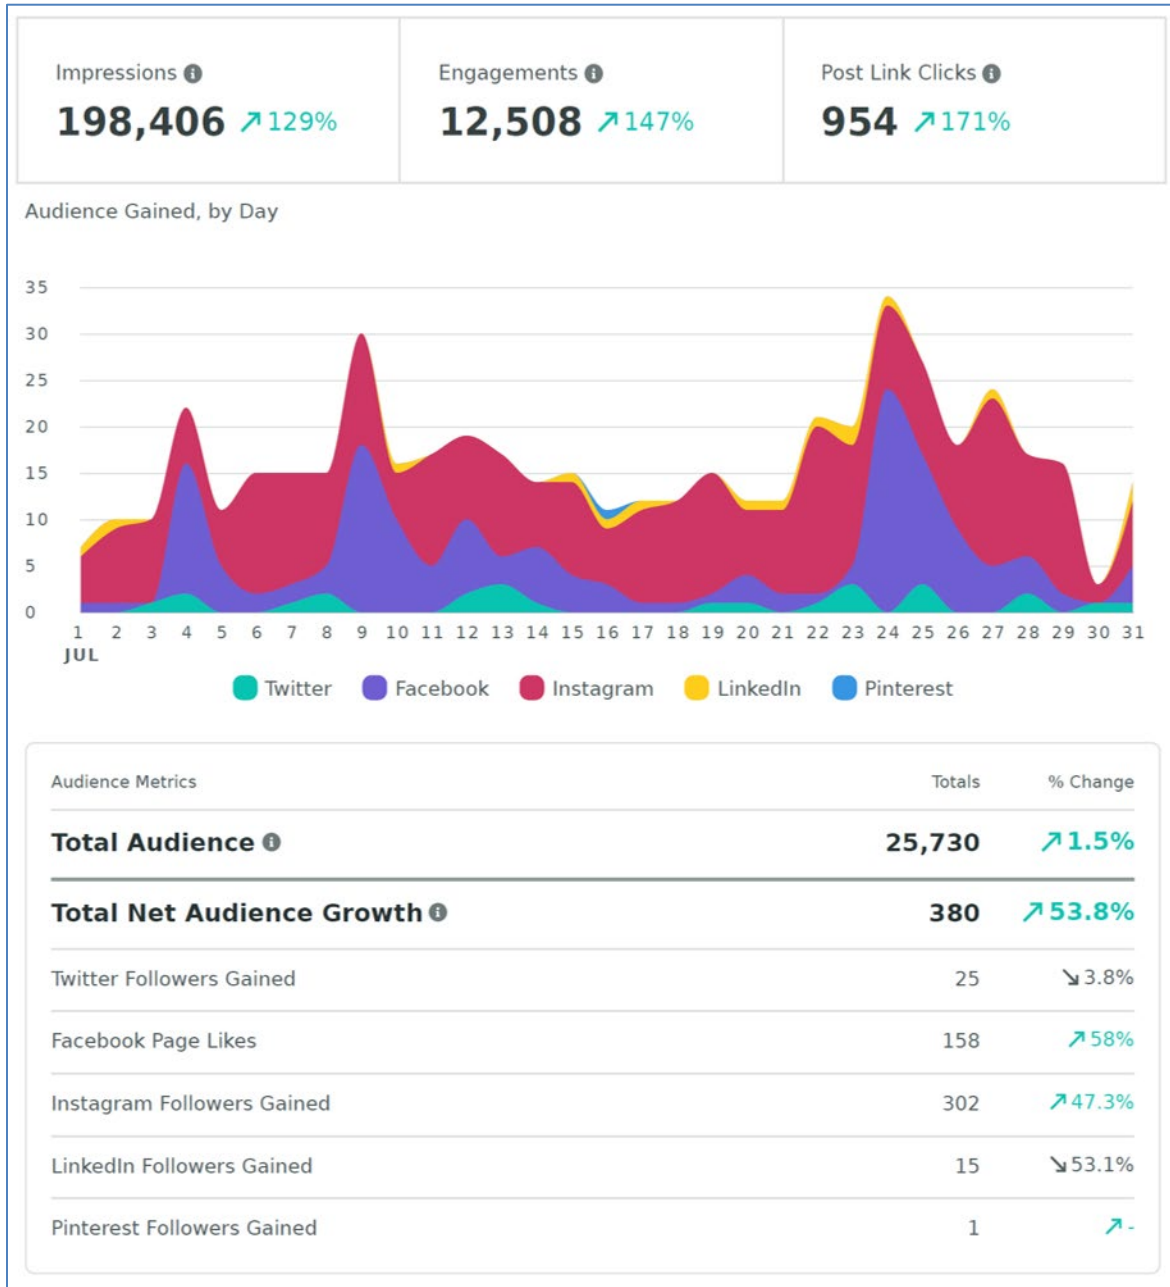 Impressions
Engagements
Post Link Clicks
198,406 ↗129%
12,508 ↗147%
954 ↗171%
Audience Gained, by Day
35
30
25
20
15
10
5
0
1 2 3 4 5 6 7 8 9 10 11 12 13 14 15 16 17 18 19 20 21 22 23 24 25 26 27 28 29 30 31
JUL
Twitter Facebook Instagram LinkedIn Pinterest
Audience Metrics Totals % Change
Total Audience 25,730 ↗1.5%
Total Net Audience Growth 380 ↗53.8%
Twitter Followers Gained 25 ↘3.8%
Facebook Page Likes 158 ↗58%
Instagram Followers Gained 302 ↗47.3%
LinkedIn Followers Gained 15 ↘53.1%
Pinterest Followers Gained 1 ↗-